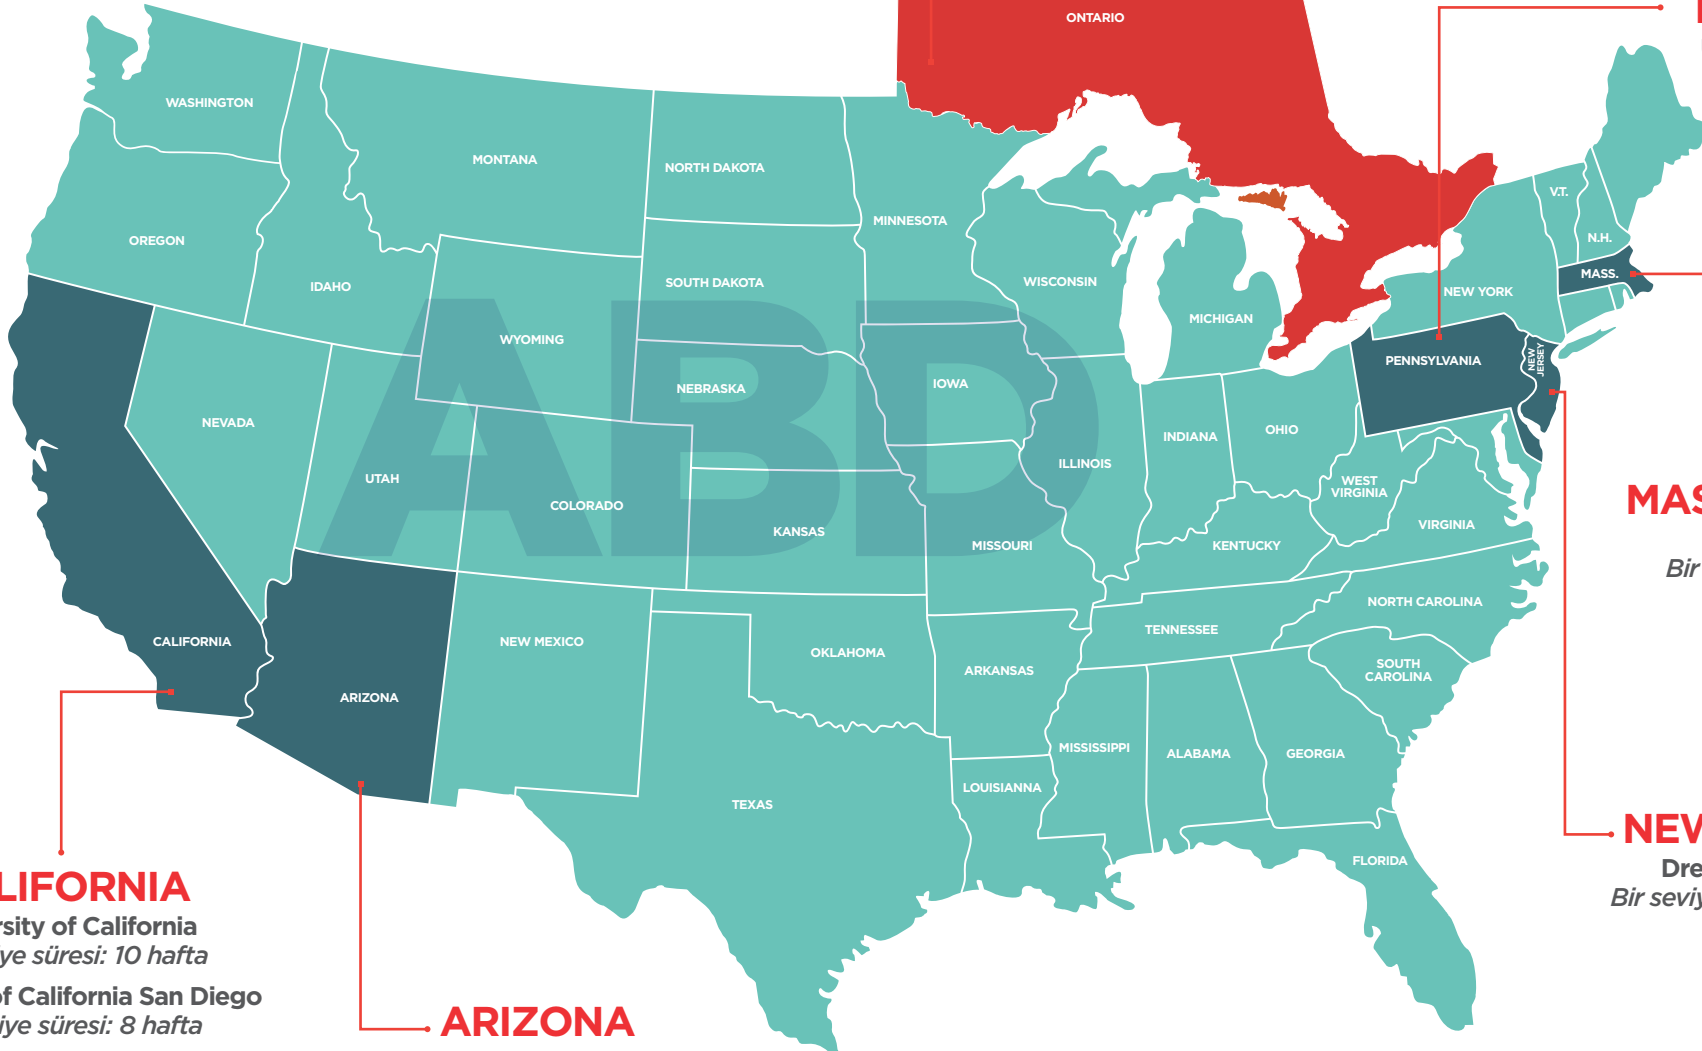 ONTARIO
WASHINGTON
MONTANA
NORTH DAKOTA
MINNESOTA
V.T.
N.H.
OREGON
IDAHO
SOUTH DAKOTA
WISCONSIN
MASS.
NEW YORK
MICHIGAN
WYOMING
PENNSYLVANIA
NEW
JERSEY
NEBRASKA
IOWA
ABD
NEVADA
OHIO
INDIANA
ILLINOIS
UTAH
WEST
VIRGINIA
COLORADO
KANSAS
VIRGINIA
MISSOURI
KENTUCKY
MAS
Bir
NORTH CAROLINA
TENNESSEE
CALIFORNIA
NEW MEXICO
OKLAHOMA
ARKANSAS
SOUTH
CAROLINA
ARIZONA
MISSISSIPPI
ALABAMA
GEORGIA
LOUISIANNA
TEXAS
FLORIDA
NEW
Dre
Bir seviy
LIFORNIA
rsity of California
ye süresi: 10 hafta
of California San Diego
iye süresi: 8 hafta
ARIZONA